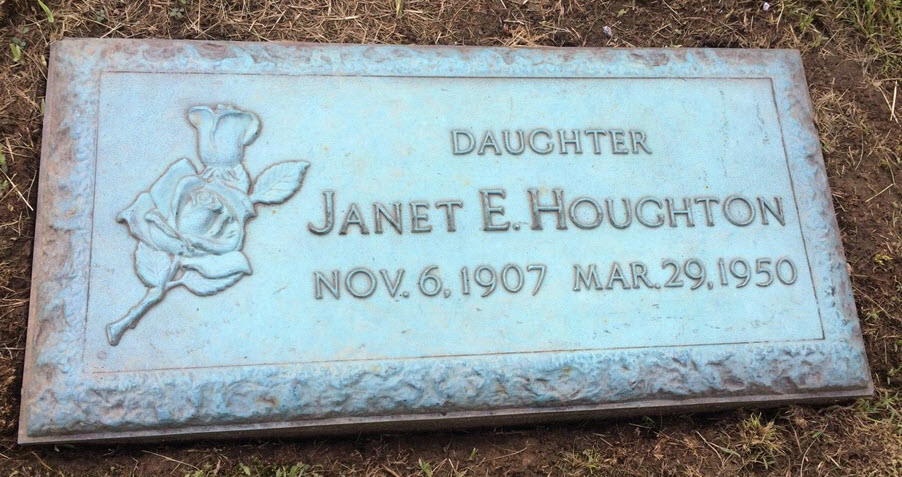 DAUGHTER
JANET E. HOUGHTON
NOV. 6, 1907 MAR. 29, 1950